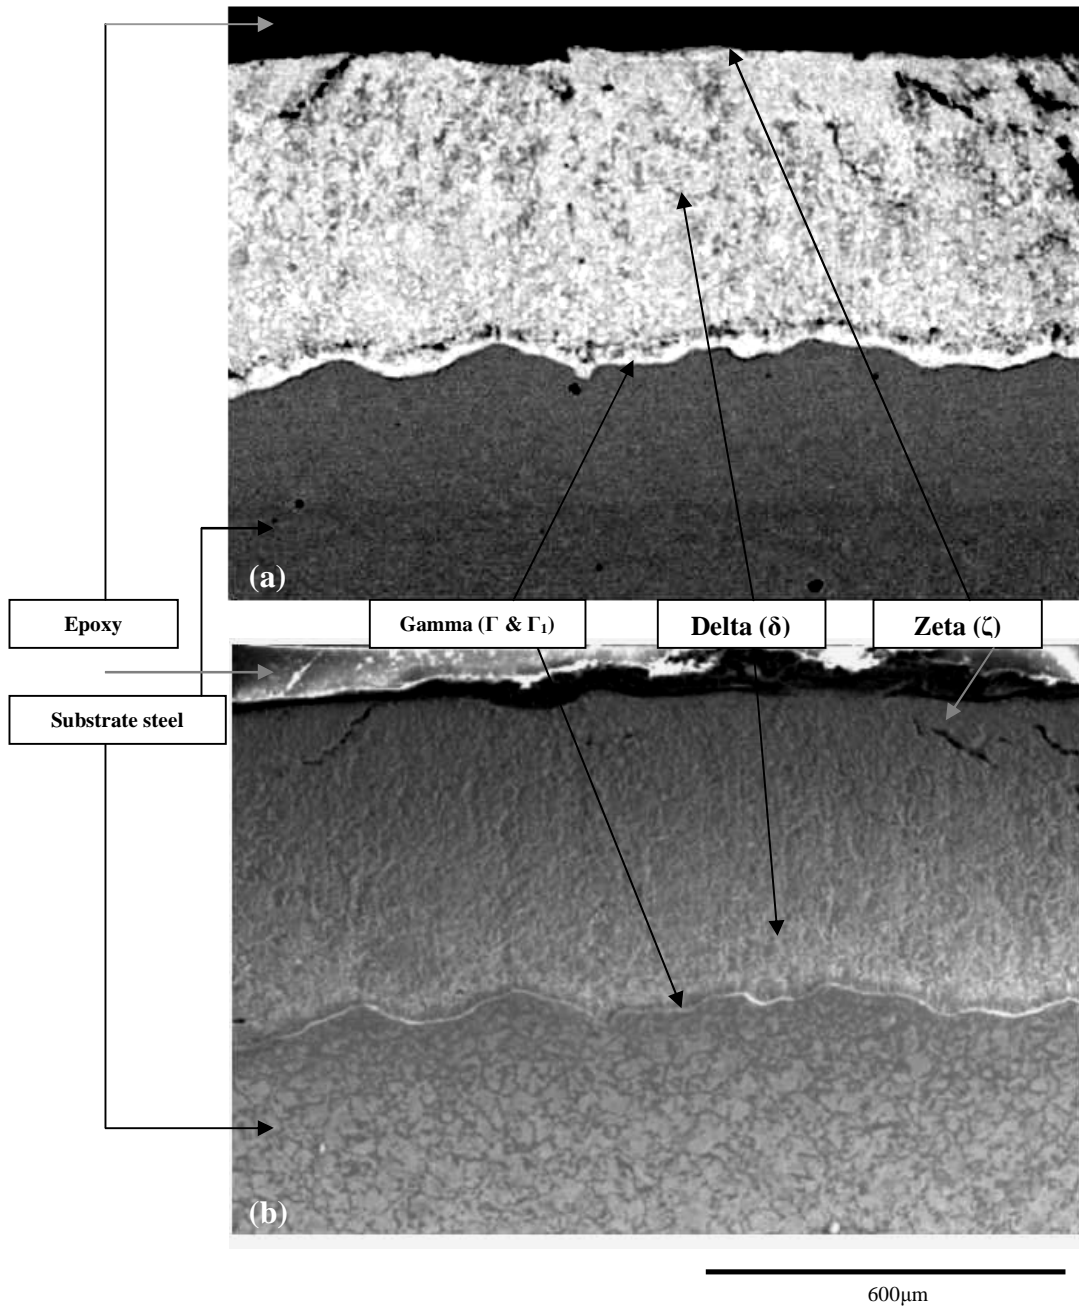 (a)
Epoxy
Gamma (Γ & Γ₁)
Delta (δ)
Zeta (ζ)
Substrate steel
(b)
600μm